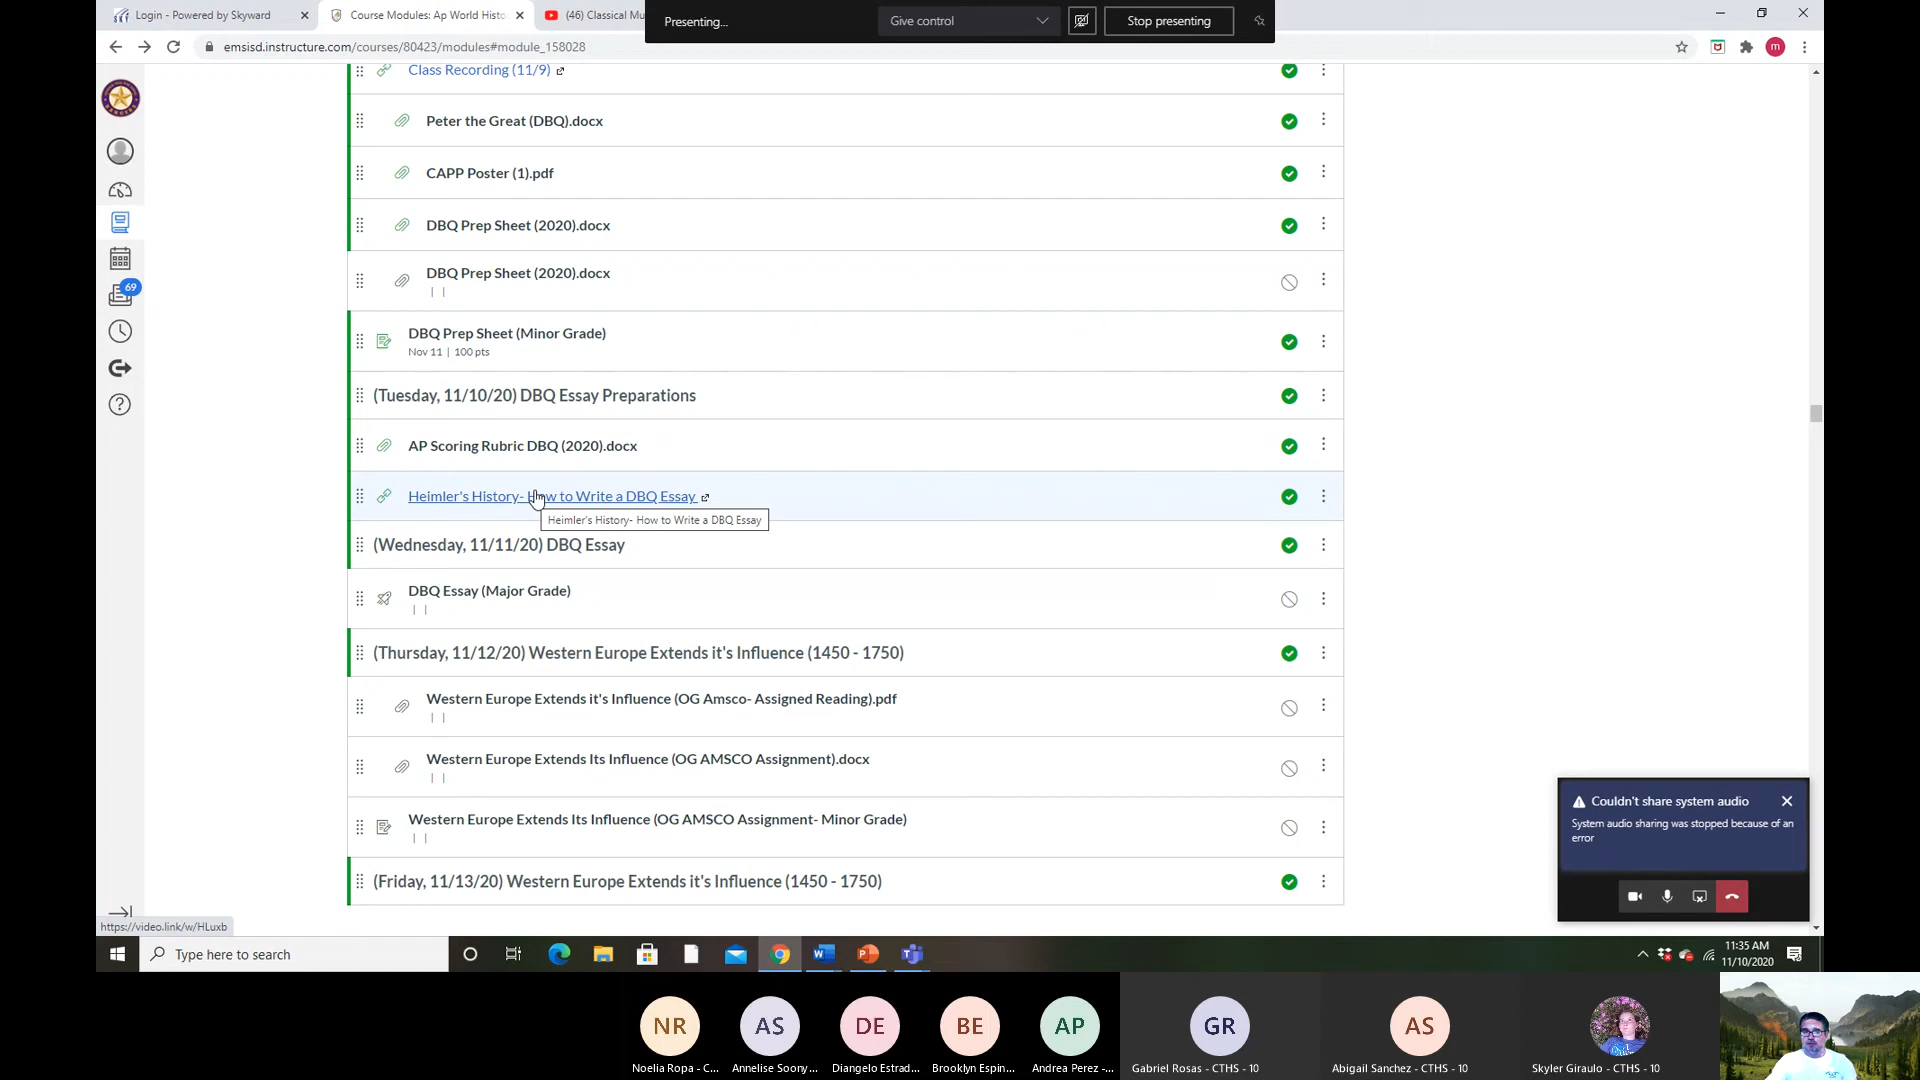 Login - Powered by Skyward
Course Modules: Ap World Histo
(46) Classical Mu
Presenting...
Give control
Stop presenting
emsisd.instructure.com/courses/80423/modules#module_158028
m
Class Recording (11/9)
Peter the Great (DBQ).docx
CAPP Poster (1).pdf
DBQ Prep Sheet (2020).docx
DBQ Prep Sheet (2020).docx
| |
69
DBQ Prep Sheet (Minor Grade)
Nov 11 | 100 pts
(Tuesday, 11/10/20) DBQ Essay Preparations
AP Scoring Rubric DBQ (2020).docx
Heimler's History- How to Write a DBQ Essay
Heimler's History- How to Write a DBQ Essay
(Wednesday, 11/11/20) DBQ Essay
DBQ Essay (Major Grade)
| |
(Thursday, 11/12/20) Western Europe Extends it's Influence (1450 - 1750)
Western Europe Extends it's Influence (OG Amsco- Assigned Reading).pdf
| |
Western Europe Extends Its Influence (OG AMSCO Assignment).docx
| |
Western Europe Extends Its Influence (OG AMSCO Assignment- Minor Grade)
| |
(Friday, 11/13/20) Western Europe Extends it's Influence (1450 - 1750)
Couldn't share system audio
System audio sharing was stopped because of an
error
https://video.link/w/HLuxb
Type here to search
11:35 AM
11/10/2020
NR
AS
DE
BE
AP
GR
AS
Noelia Ropa - C...
Annelise Soony...
Diangelo Estrad...
Brooklyn Espin...
Andrea Perez -...
Gabriel Rosas - CTHS - 10
Abigail Sanchez - CTHS - 10
Skyler Giraulo - CTHS - 10